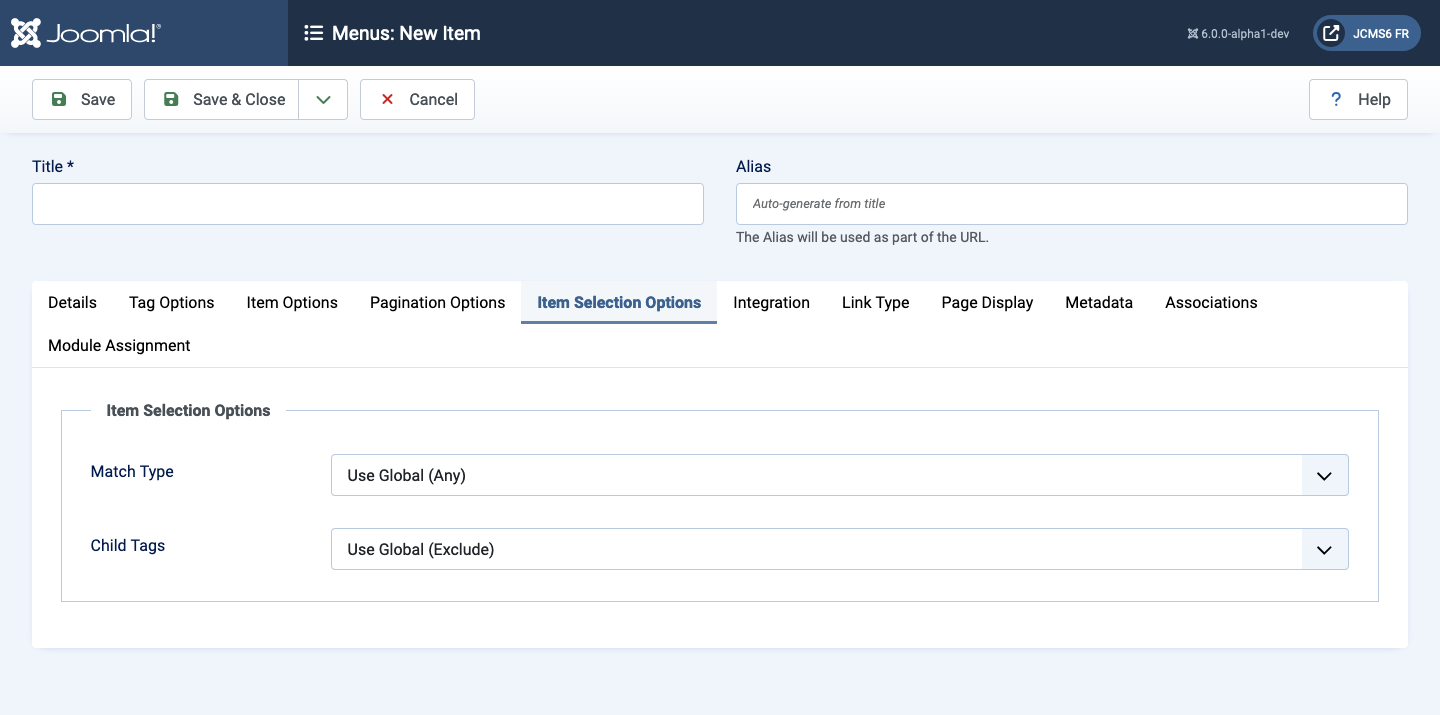 Joomla!® Menus: New Item 6.0.0-alpha1-dev JCMS6 FR
Save Save & Close Cancel ? Help
Title * Alias
Auto-generate from title
The Alias will be used as part of the URL.
Details Tag Options Item Options Pagination Options Item Selection Options Integration Link Type Page Display Metadata Associations
Module Assignment
Item Selection Options
Match Type Use Global (Any)
Child Tags Use Global (Exclude)